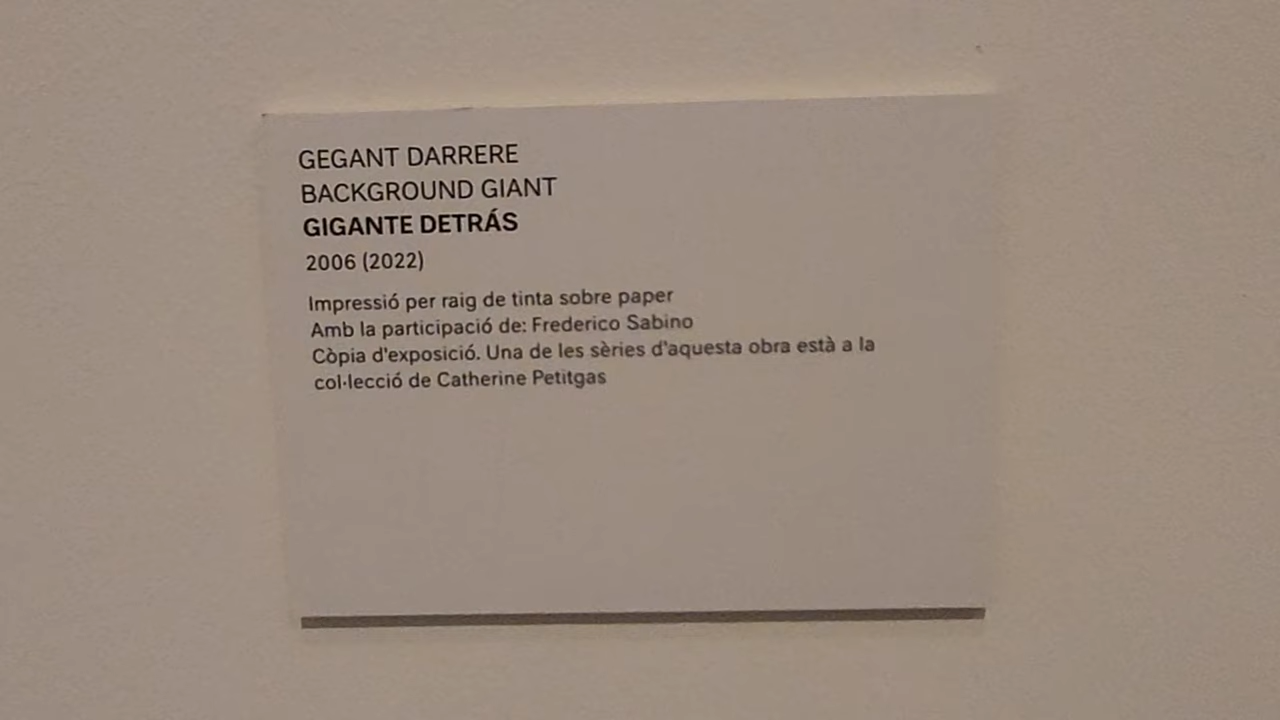 GEGANT DARRERE
BACKGROUND GIANT
GIGANTE DETRÁS
2006 (2022)
Impressió per raig de tinta sobre paper
Amb la participació de: Frederico Sabino
Còpia d'exposició. Una de les sèries d'aquesta obra està a la
col·lecció de Catherine Petitgas